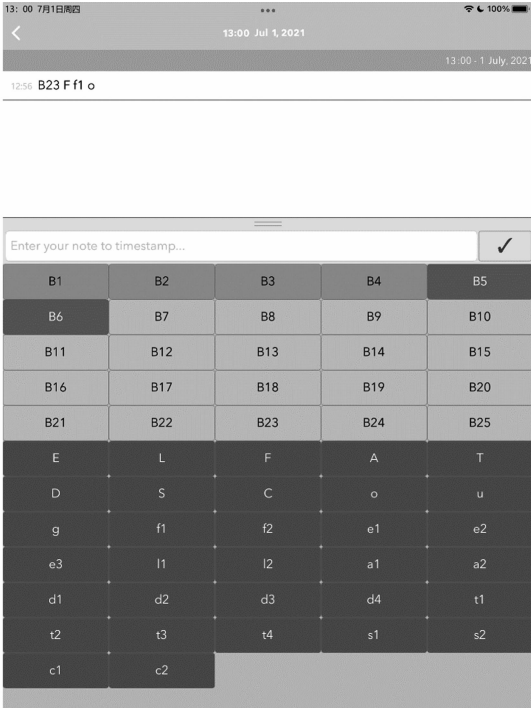 13: 00 7月1日周四 100%
13:00 Jul 1, 2021
13:00 - 1 July, 2021
12:56 B23 F f1 o
Enter your note to timestamp...
B1 B2 B3 B4 B5
B6 B7 B8 B9 B10
B11 B12 B13 B14 B15
B16 B17 B18 B19 B20
B21 B22 B23 B24 B25
E L F A T
D S C o u
g f1 f2 e1 e2
e3 l1 l2 a1 a2
d1 d2 d3 d4 t1
t2 t3 t4 s1 s2
c1 c2